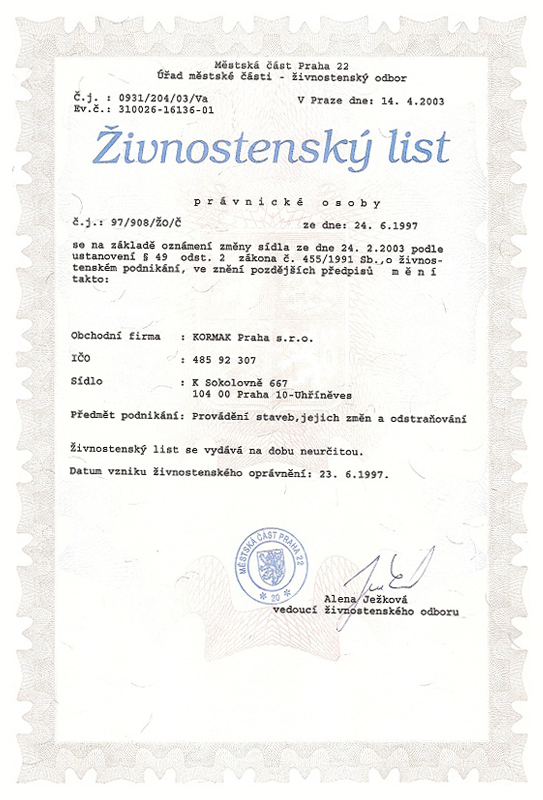 Městská část Praha 22
Úřad městské části - živnostenský odbor
Č.j. : 0931/204/03/Va V Praze dne: 14. 4.2003
Ev.č.: 310026-16136-01
Živnostenský list
právnické osoby
č.j.: 97/908/ŽO/Č ze dne: 24. 6.1997
se na základě oznámení změny sídla ze dne 24. 2.2003 podle
ustanovení § 49 odst. 2 zákona č. 455/1991 Sb.,o živnos-
tenském podnikání, ve znění pozdějších předpisů m ě n í
takto:
Obchodní firma : KORMAK Praha s.r.o.
IČO : 485 92 307
Sídlo : K Sokolovně 667
104 00 Praha 10-Uhříněves
Předmět podnikání: Provádění staveb,jejich změn a odstraňování
Živnostenský list se vydává na dobu neurčitou.
Datum vzniku živnostenského oprávnění: 23. 6.1997.
MĚSTSKÁ ČÁST PRAHA 22
20
Alena Ježková
vedoucí živnostenského odboru